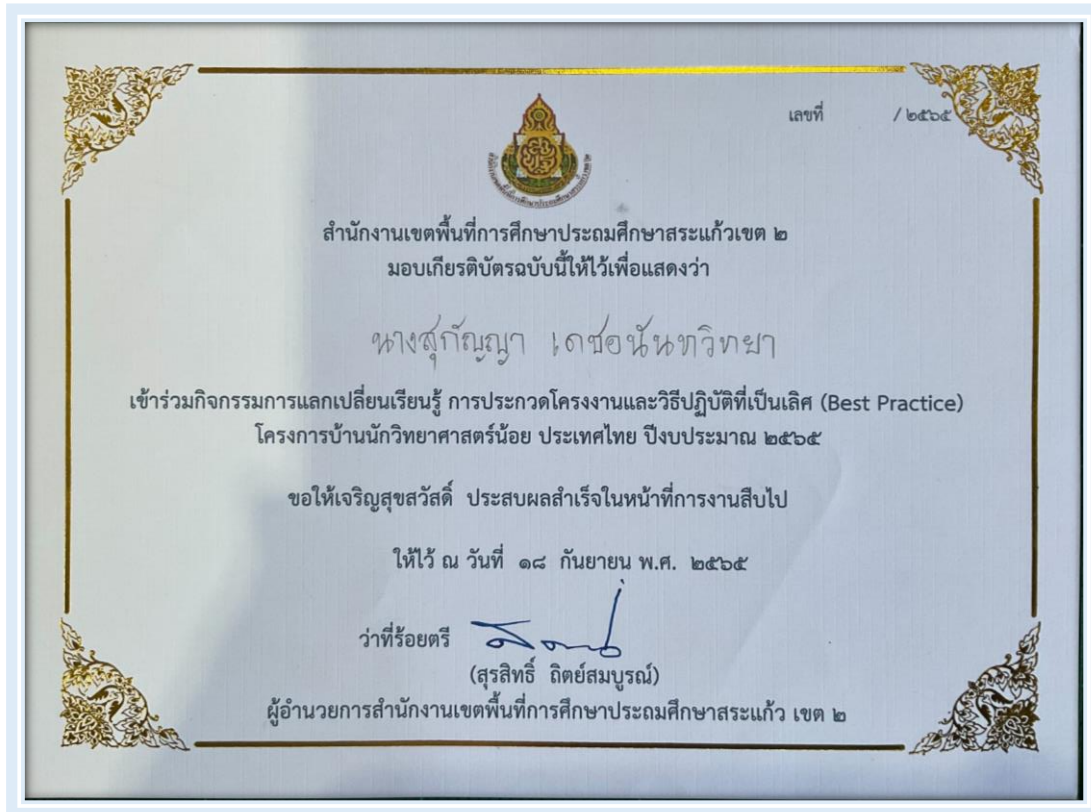 เลขที่ / ๒๕๖๕
สำนักงานเขตพื้นที่การศึกษาประถมศึกษาสระแก้วเขต ๒
มอบเกียรติบัตรฉบับนี้ให้ไว้เพื่อแสดงว่า
นางสุกัญญา เดชอนันทวิทยา
เข้าร่วมกิจกรรมการแลกเปลี่ยนเรียนรู้ การประกวดโครงงานและวิธีปฏิบัติที่เป็นเลิศ (Best Practice)
โครงการบ้านนักวิทยาศาสตร์น้อย ประเทศไทย ปีงบประมาณ ๒๕๖๕
ขอให้เจริญสุขสวัสดิ์ ประสบผลสำเร็จในหน้าที่การงานสืบไป
ให้ไว้ ณ วันที่ ๑๘ กันยายน พ.ศ. ๒๕๖๕
ว่าที่ร้อยตรี
(สุรสิทธิ์ ถิตย์สมบูรณ์)
ผู้อำนวยการสำนักงานเขตพื้นที่การศึกษาประถมศึกษาสระแก้ว เขต ๒